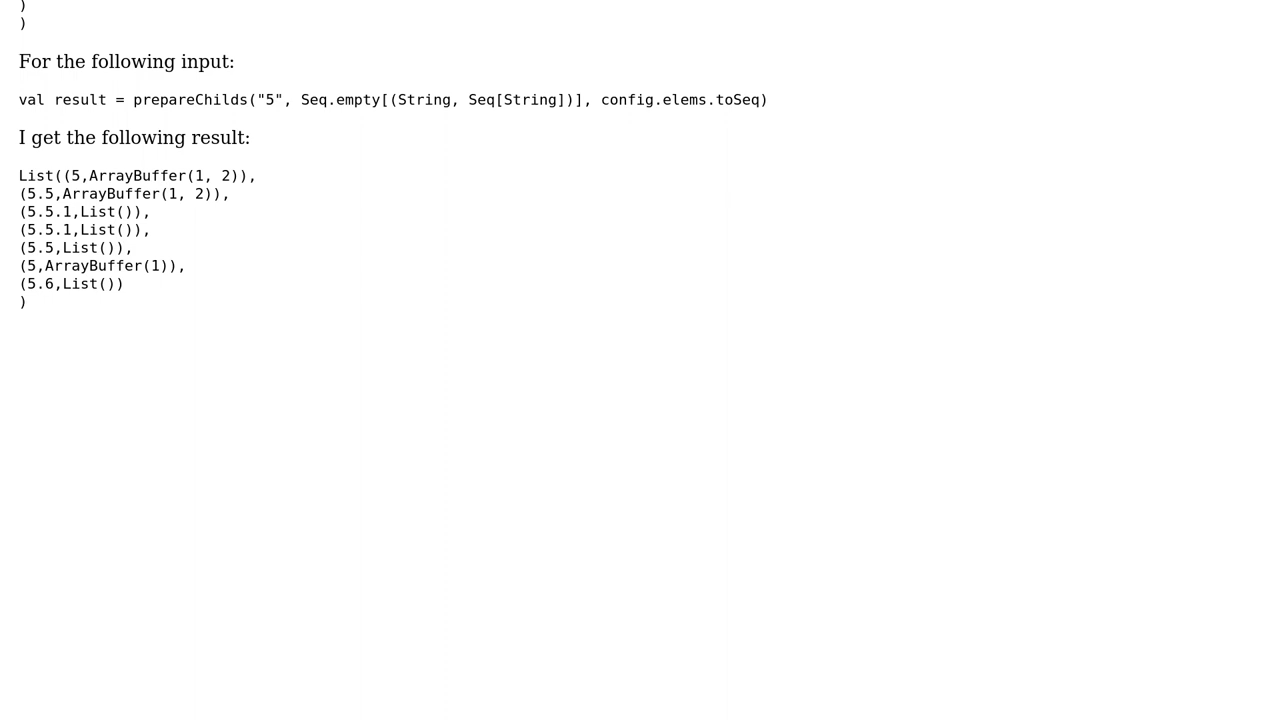 )
)
For the following input:
val result = prepareChilds("5", Seq.empty[(String, Seq[String])], config.elems.toSeq)
I get the following result:
List((5,ArrayBuffer(1, 2)),
(5.5,ArrayBuffer(1, 2)),
(5.5.1,List()),
(5.5.1,List()),
(5.5,List()),
(5,ArrayBuffer(1)),
(5.6,List())
)